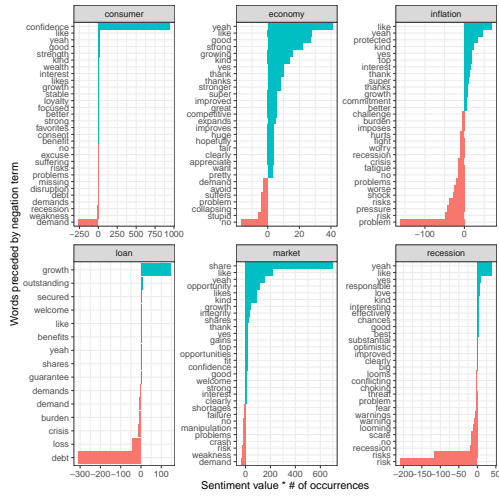 consumer
confidence
like
yeah
good
strength
kind
wealth
interest
likes
growth
stable
loyalty
focused
better
strong
favorites
consent
benefit
no
excuse
suffering
risks
problems
missing
disruption
debt
demands
recession
weakness
demand
−250 0 250 500 750 1000
economy
yeah
like
good
strong
growing
kind
yes
thank
thanks
stronger
super
improved
great
competitive
expands
improves
huge
hopefully
fair
clearly
appreciate
want
pretty
demand
avoid
suffers
problem
collapsing
stupid
no
−20 0 20 40
inflation
like
yeah
protected
kind
yes
top
interest
thank
super
thanks
growth
commitment
better
challenge
burden
imposes
hurts
fight
worry
recession
crisis
fatigue
no
problems
worse
shock
risks
pressure
risk
problem
−100 0
loan
growth
outstanding
secured
welcome
like
benefits
yeah
shares
guarantee
demands
demand
burden
crisis
loss
debt
−300 −200 −100 0 100
market
share
like
yeah
opportunity
likes
kind
growth
integrity
shares
thank
yes
gains
top
opportunities
fit
confidence
good
welcome
strong
interest
clearly
shortages
failure
no
manipulation
problems
crash
risk
weakness
demand
0 200 400 600
recession
yeah
like
yes
responsible
love
kind
interesting
effectively
chances
good
best
substantial
optimistic
improved
clearly
big
looms
conflicting
choking
threat
problem
fear
warnings
warning
looming
scare
no
recession
risks
risk
−200 −150 −100 −50 0 50
Words preceded by negation term
Sentiment value * # of occurrences